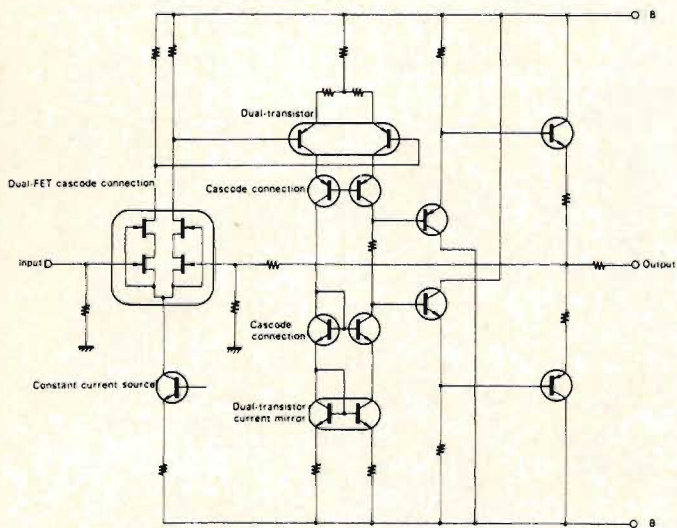 B
Dual-transistor
Dual-FET cascode connection
Cascode connection
Input
Output
Cascode
connection
Constant current source
Dual-transistor
current mirror
B